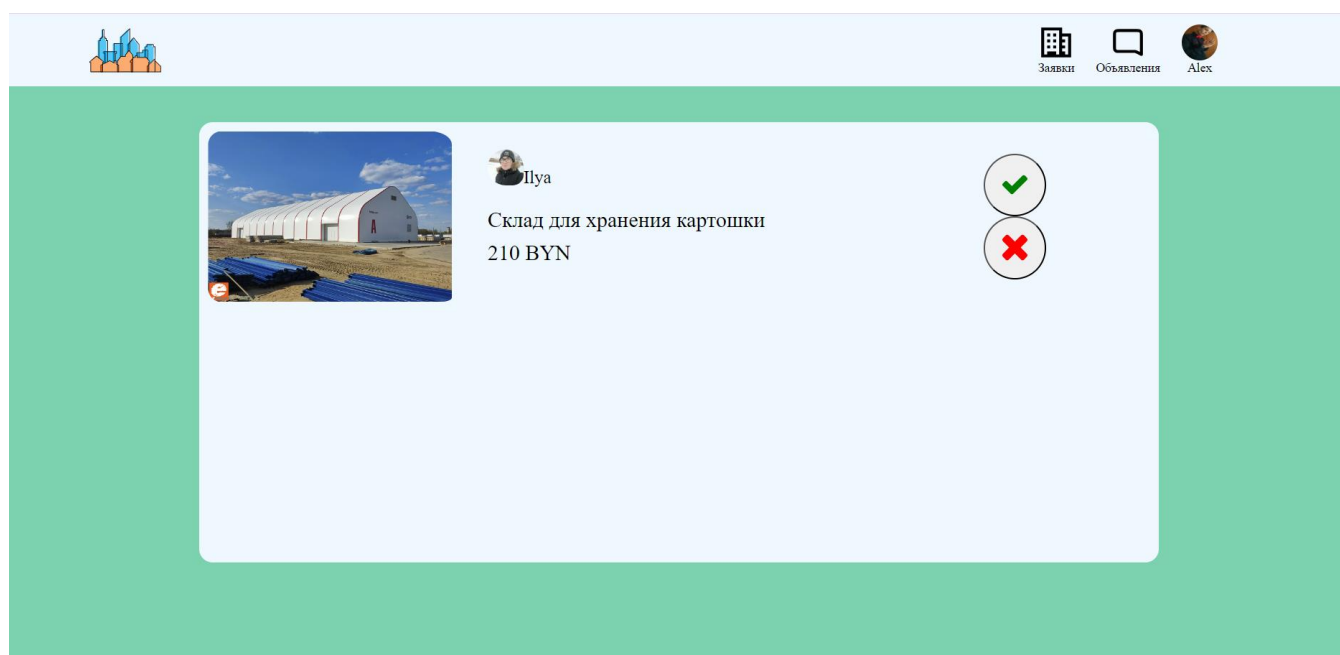 Заявки
Объявления
Alex
Ilya
Склад для хранения картошки
210 BYN
A
e